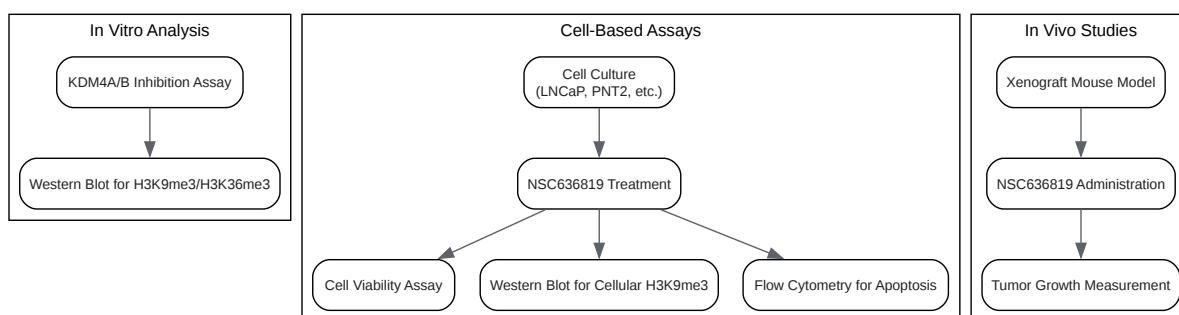 In Vitro Analysis
KDM4A/B Inhibition Assay
Western Blot for H3K9me3/H3K36me3
Cell-Based Assays
Cell Culture
(LNCaP, PNT2, etc.)
NSC636819 Treatment
Cell Viability Assay
Western Blot for Cellular H3K9me3
Flow Cytometry for Apoptosis
In Vivo Studies
Xenograft Mouse Model
NSC636819 Administration
Tumor Growth Measurement